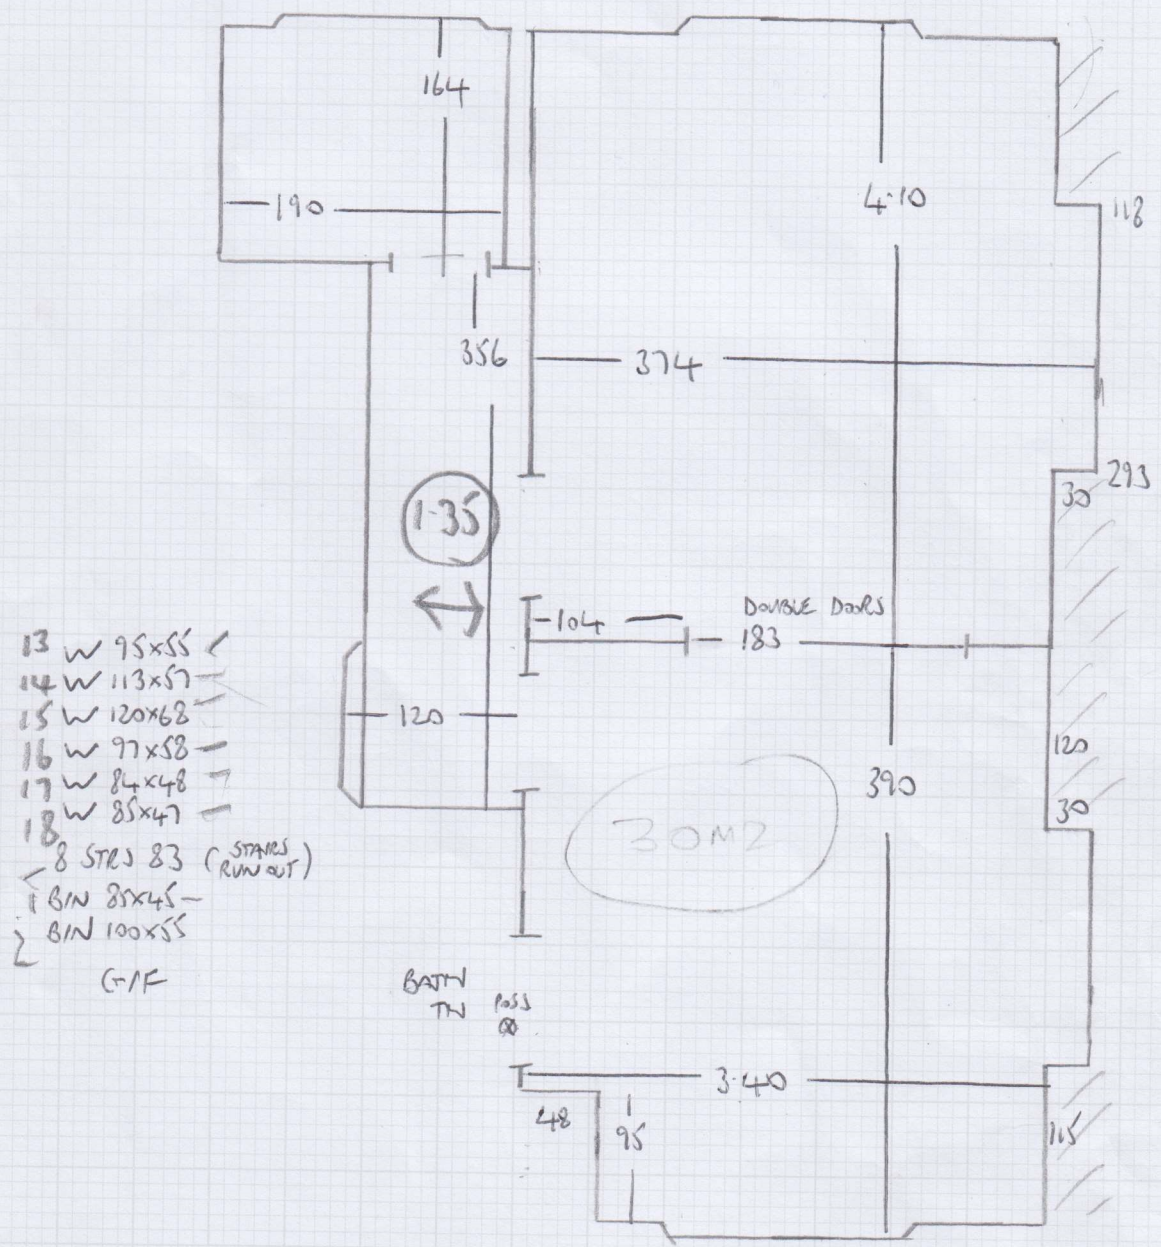 164
190
4.10
118
356
374
1.35
293
30
104
DOUBLE DOORS
183
120
120
390
30
30M2
13 W 95x55
14 W 113x57
15 W 120x68
16 W 97x58
17 W 84x48
18 W 85x47
8 STRS 83 (STAIRS
RUN OUT)
1 BIN 85x45
2 BIN 100x55
G/F
BATH
TN POSS
3.40
48
95
115